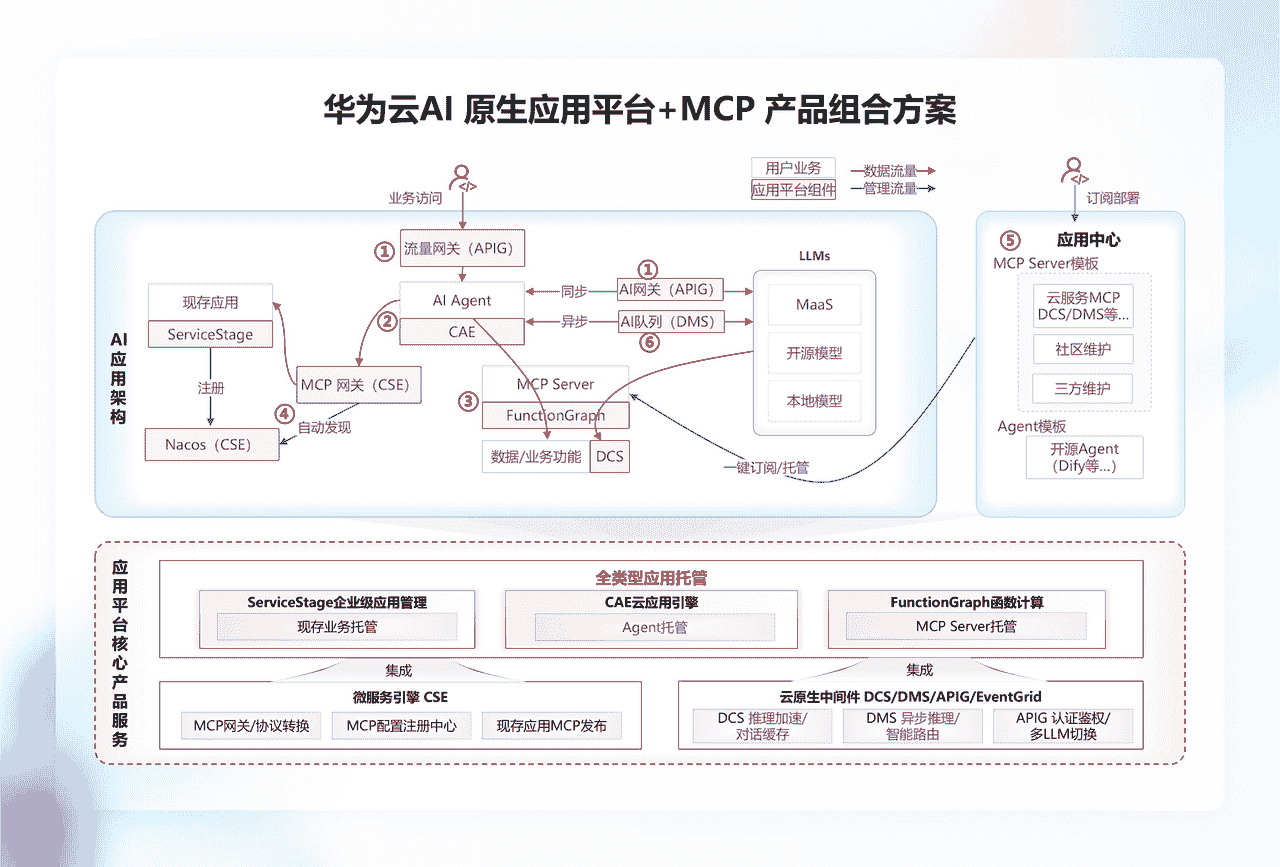 华为云AI 原生应用平台+MCP 产品组合方案
用户业务
数据流量
应用平台组件
管理流量
业务访问
订阅部署
AI应用架构
① 流量网关（APIG）
AI Agent
② CAE
现存应用
ServiceStage
注册
MCP 网关（CSE）
④
自动发现
Nacos（CSE）
①
同步
AI网关（APIG）
异步
AI队列（DMS）
⑥
MCP Server
③ FunctionGraph
数据/业务功能
DCS
LLMs
MaaS
开源模型
本地模型
一键订阅/托管
⑤ 应用中心
MCP Server模板
云服务MCP
DCS/DMS等...
社区维护
三方维护
Agent模板
开源Agent
（Dify等...）
应用平台核心产品服务
全类型应用托管
ServiceStage企业级应用管理
现存业务托管
CAE云应用引擎
Agent托管
FunctionGraph函数计算
MCP Server托管
集成
集成
微服务引擎 CSE
MCP网关/协议转换
MCP配置注册中心
现存应用MCP发布
云原生中间件 DCS/DMS/APIG/EventGrid
DCS 推理加速/
对话缓存
DMS 异步推理/
智能路由
APIG 认证鉴权/
多LLM切换